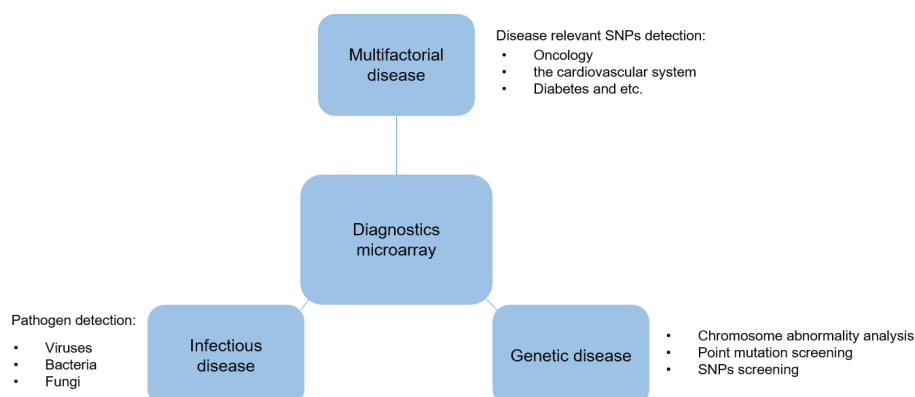 Multifactorial
disease
Disease relevant SNPs detection:
• Oncology
• the cardiovascular system
• Diabetes and etc.
Diagnostics
microarray
Pathogen detection:
• Viruses
• Bacteria
• Fungi
Infectious
disease
Genetic disease
• Chromosome abnormality analysis
• Point mutation screening
• SNPs screening